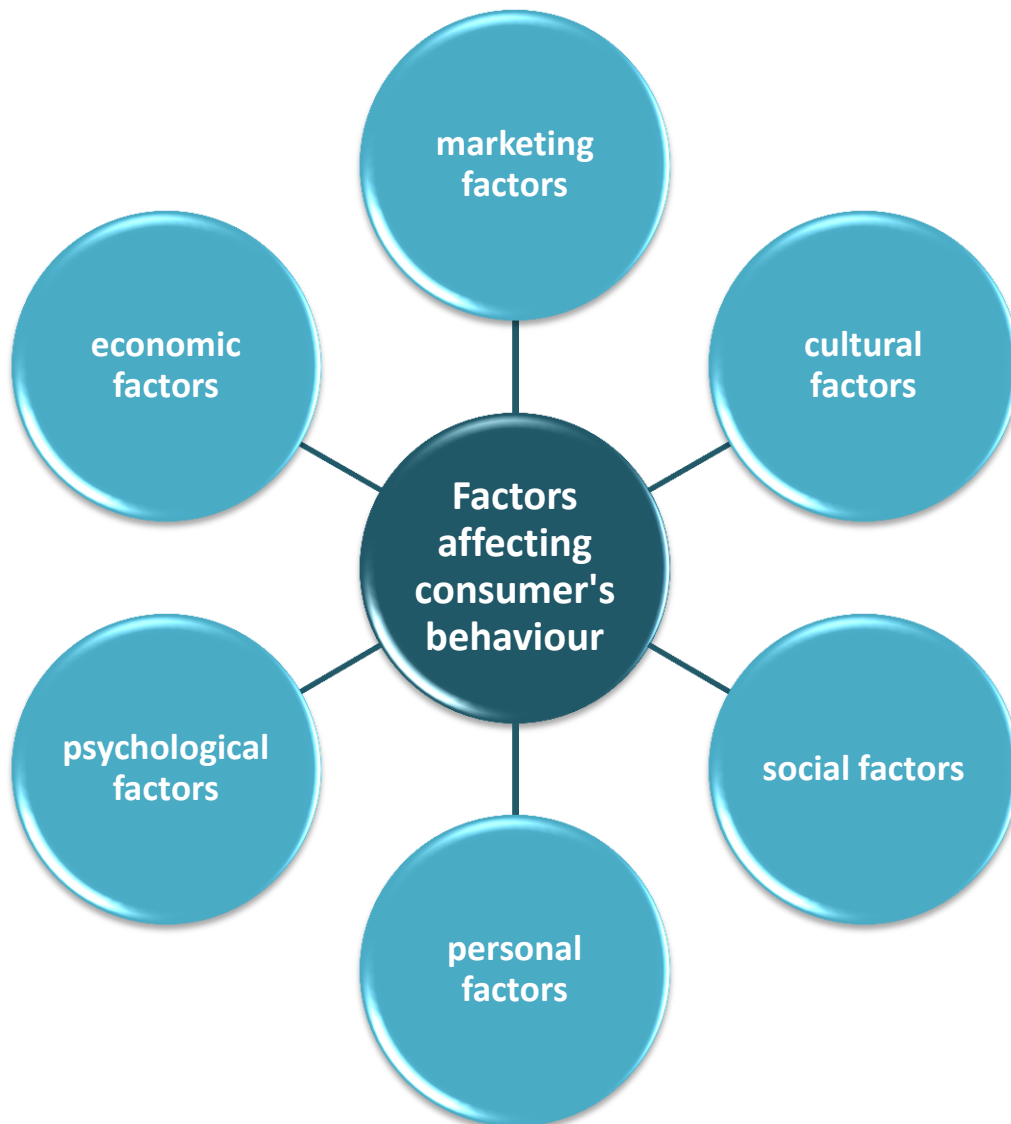 marketing
factors
cultural
factors
social factors
personal
factors
psychological
factors
economic
factors
Factors
affecting
consumer's
behaviour